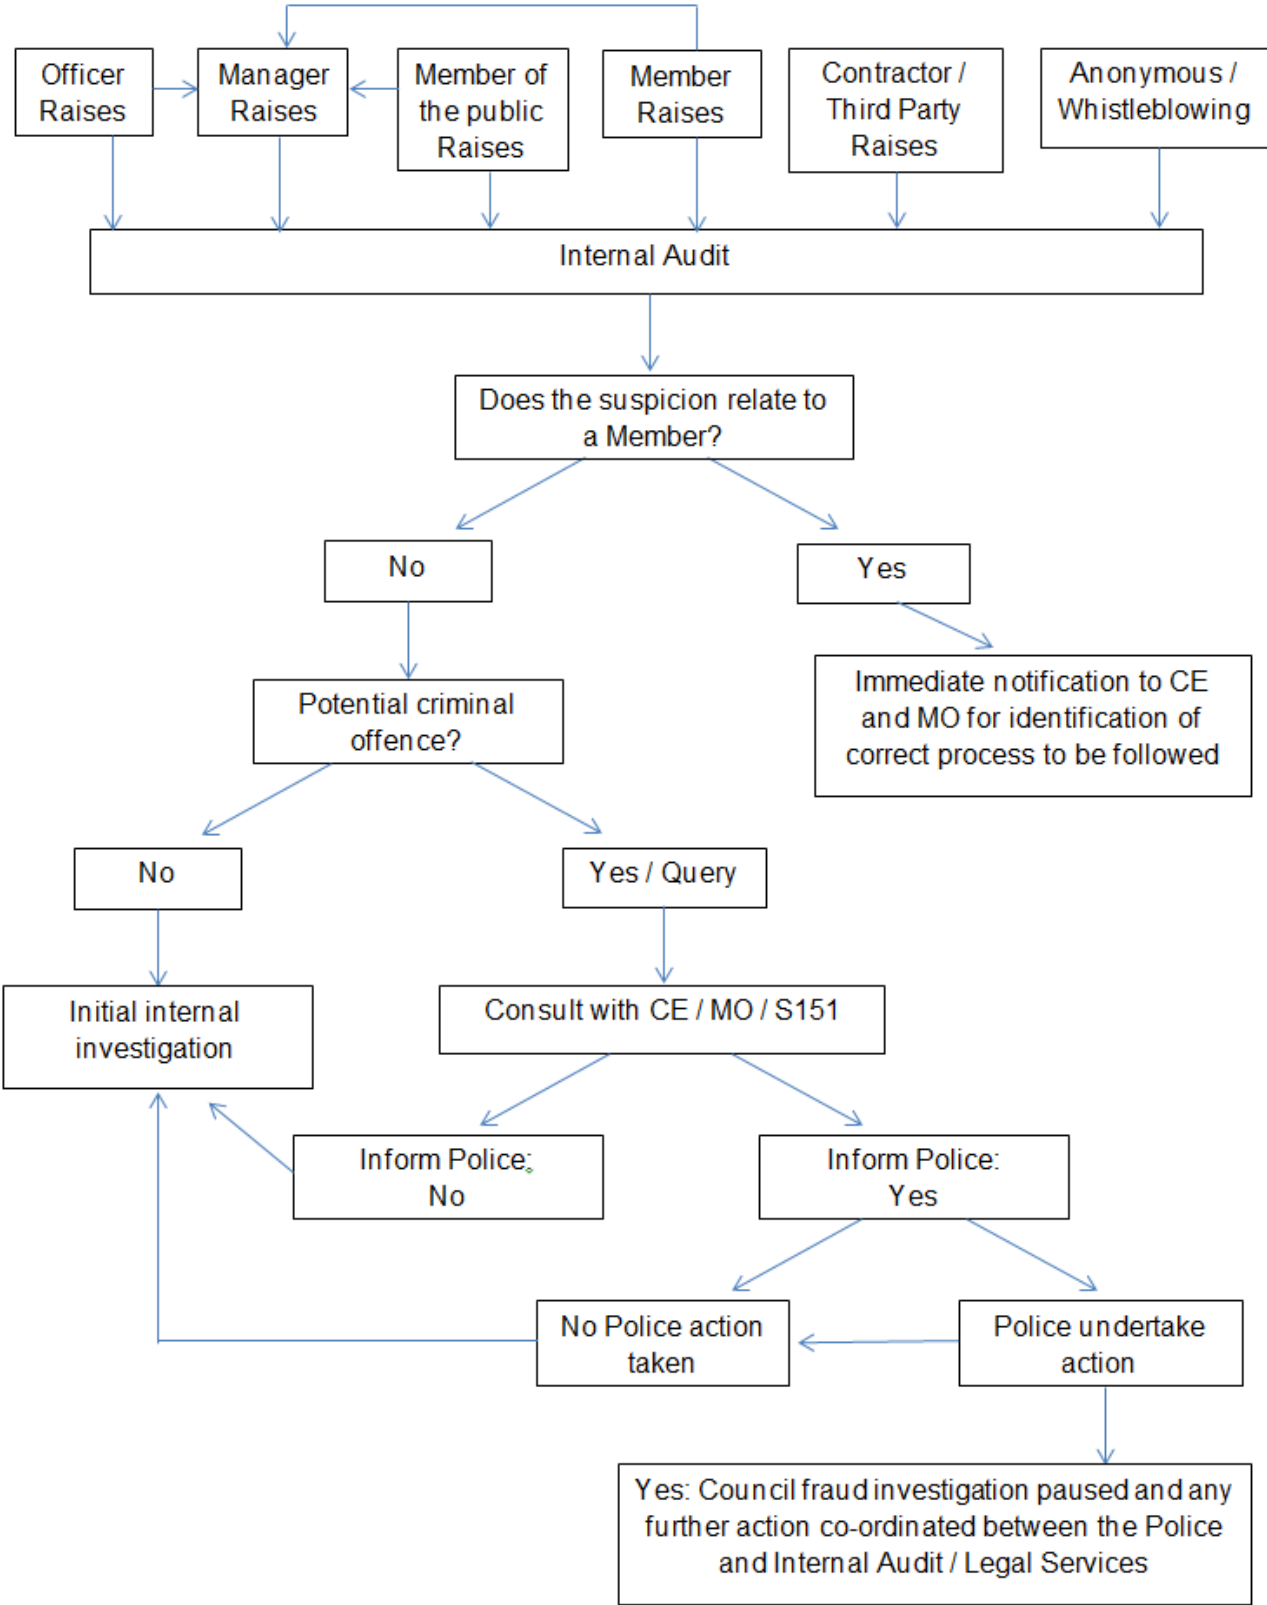 Officer
Raises
Manager
Raises
Member of
the public
Raises
Member
Raises
Contractor /
Third Party
Raises
Anonymous /
Whistleblowing
Internal Audit
Does the suspicion relate to
a Member?
No
Yes
Potential criminal
offence?
Immediate notification to CE
and MO for identification of
correct process to be followed
No
Yes / Query
Initial internal
investigation
Consult with CE / MO / S151
Inform Police:
No
Inform Police:
Yes
No Police action
taken
Police undertake
action
Yes: Council fraud investigation paused and any
further action co-ordinated between the Police
and Internal Audit / Legal Services